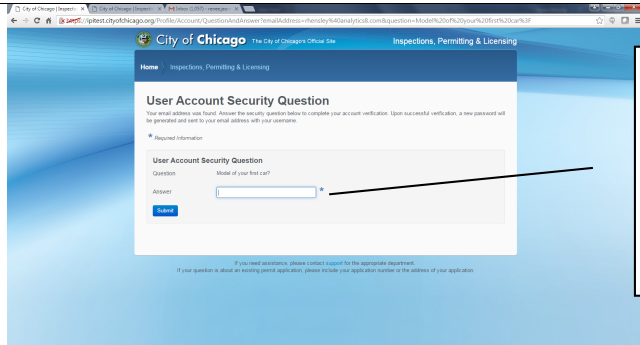 City of Chicago | Inspecti
City of Chicago | Inspecti
https://ipitest.cityofchicago.org/Profile/Account/QuestionAndAnswer?emailAddress=rhensley%40analytics8.com&question=Model%20of%20your%20first%20car%3F
City of Chicago The City of Chicago's Official Site Inspections, Permitting & Licensing
Home Inspections, Permitting & Licensing
User Account Security Question
Your email address was found. Answer the security question below to complete your account verification. Upon successful verification, a new password will
be generated and sent to your email address with your username.
* Required Information
User Account Security Question
Question Model of your first car?
Answer *
Submit
If you need assistance, please contact support for the appropriate department.
If your question is about an existing permit application, please include your application number or the address of your application.